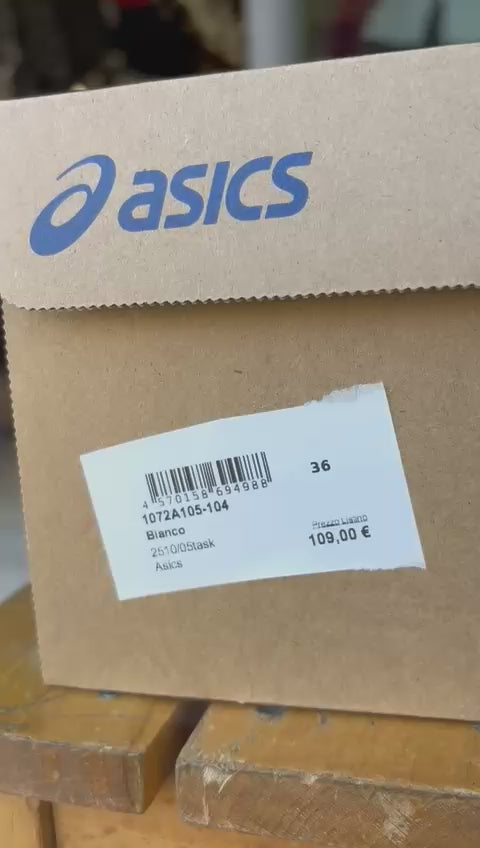 asics
36
4 570158 694988
1072A105-104
Bianco
2510/05task
Asics
Prezzo Listino
109,00 €